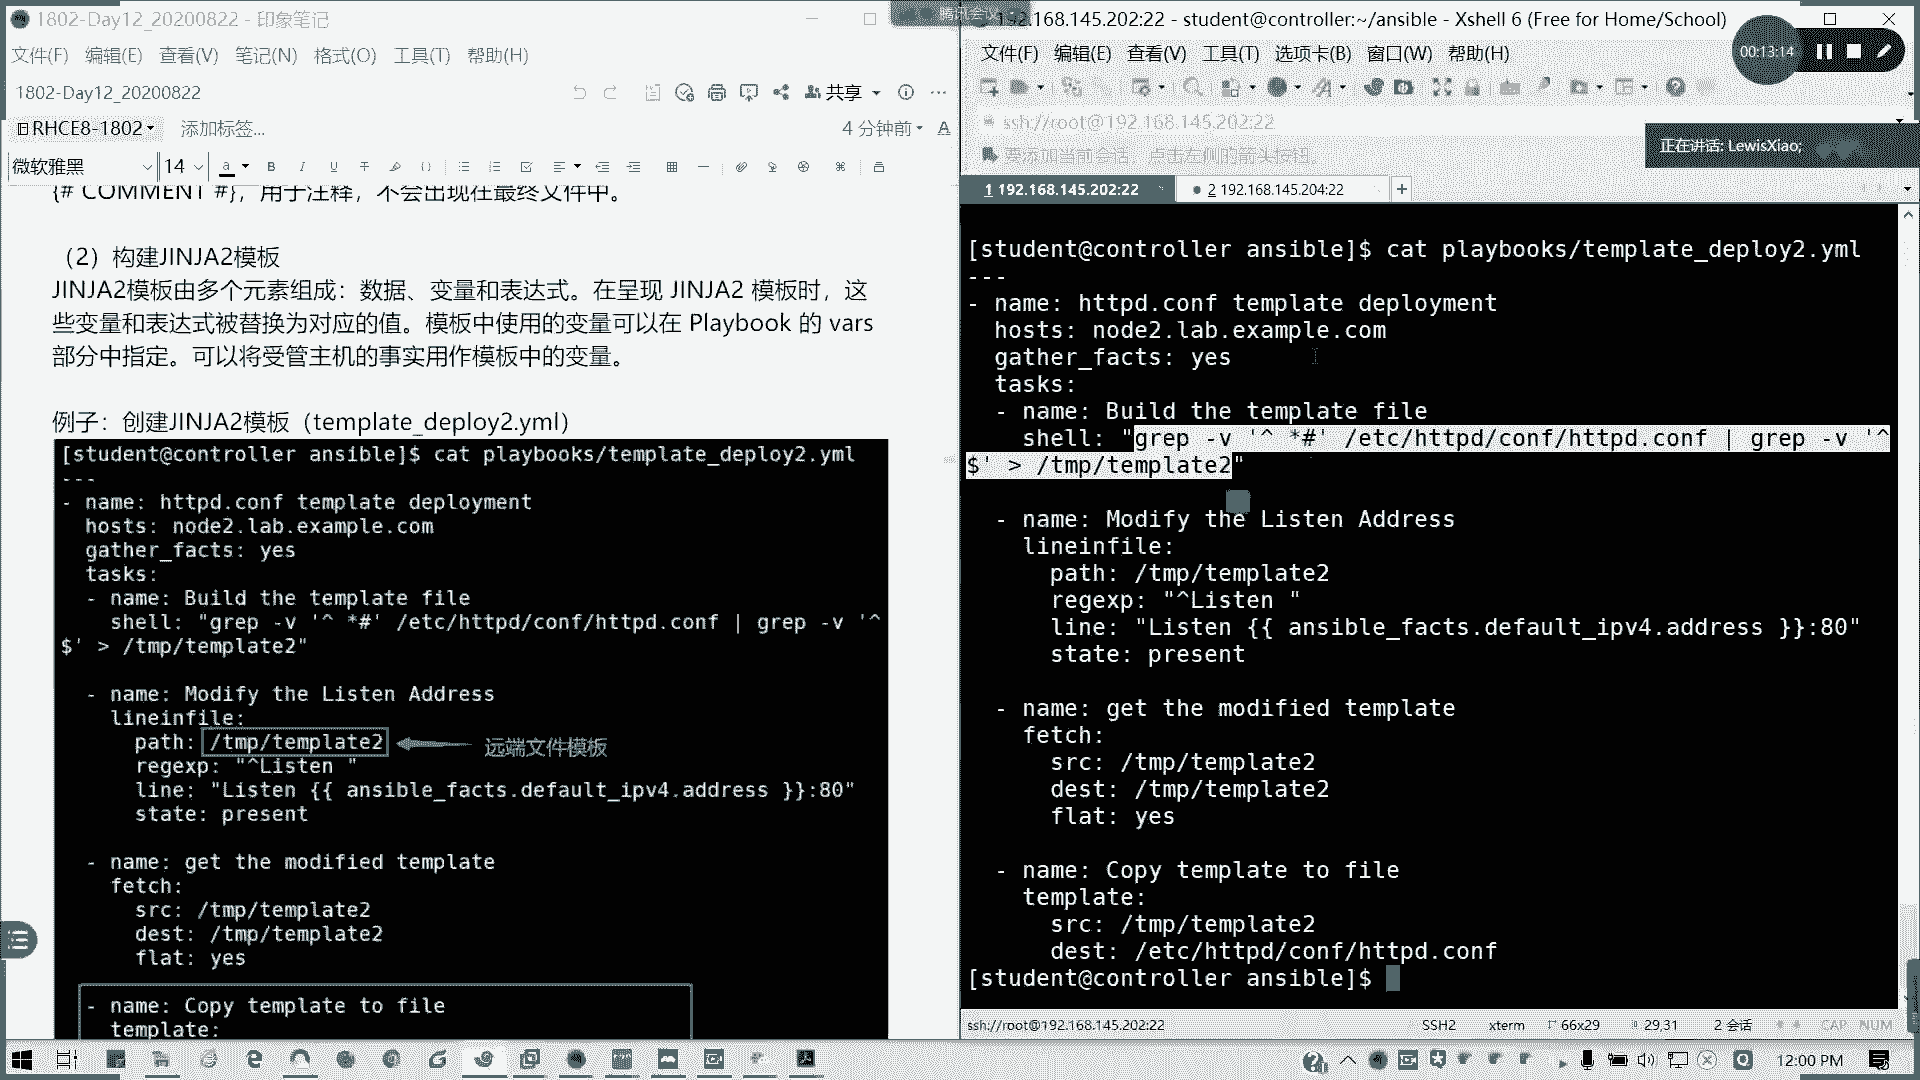 1802-Day12_20200822 - 印象笔记
文件(F) 编辑(E) 查看(V) 笔记(N) 格式(O) 工具(T) 帮助(H)
1802-Day12_20200822
共享
RHCE8-1802
添加标签...
4 分钟前
微软雅黑 14
{# COMMENT #}，用于注释，不会出现在最终文件中。
（2）构建JINJA2模板
JINJA2模板由多个元素组成：数据、变量和表达式。在呈现 JINJA2 模板时，这
些变量和表达式被替换为对应的值。模板中使用的变量可以在 Playbook 的 vars
部分中指定。可以将受管主机的事实用作模板中的变量。
例子：创建JINJA2模板（template_deploy2.yml）
[student@controller ansible]$ cat playbooks/template_deploy2.yml
---
- name: httpd.conf template deployment
  hosts: node2.lab.example.com
  gather_facts: yes
  tasks:
  - name: Build the template file
    shell: "grep -v '^ *#' /etc/httpd/conf/httpd.conf | grep -v '^
$' > /tmp/template2"
  - name: Modify the Listen Address
    lineinfile:
      path: /tmp/template2
远端文件模板
      regexp: "^Listen "
      line: "Listen {{ ansible_facts.default_ipv4.address }}:80"
      state: present
  - name: get the modified template
    fetch:
      src: /tmp/template2
      dest: /tmp/template2
      flat: yes
  - name: Copy template to file
    template:
腾讯会议
192.168.145.202:22 - student@controller:~/ansible - Xshell 6 (Free for Home/School)
文件(F) 编辑(E) 查看(V) 工具(T) 选项卡(B) 窗口(W) 帮助(H)
00:13:14
ssh://root@192.168.145.202:22
要添加当前会话，点击左侧的箭头按钮。
正在讲话: LewisXiao;
1 192.168.145.202:22
2 192.168.145.204:22
[student@controller ansible]$ cat playbooks/template_deploy2.yml
---
- name: httpd.conf template deployment
  hosts: node2.lab.example.com
  gather_facts: yes
  tasks:
  - name: Build the template file
    shell: "grep -v '^ *#' /etc/httpd/conf/httpd.conf | grep -v '^
$' > /tmp/template2"
  - name: Modify the Listen Address
    lineinfile:
      path: /tmp/template2
      regexp: "^Listen "
      line: "Listen {{ ansible_facts.default_ipv4.address }}:80"
      state: present
  - name: get the modified template
    fetch:
      src: /tmp/template2
      dest: /tmp/template2
      flat: yes
  - name: Copy template to file
    template:
      src: /tmp/template2
      dest: /etc/httpd/conf/httpd.conf
[student@controller ansible]$
ssh://root@192.168.145.202:22
SSH2 xterm 66x29 29,31 2 会话 CAP NUM
12:00 PM